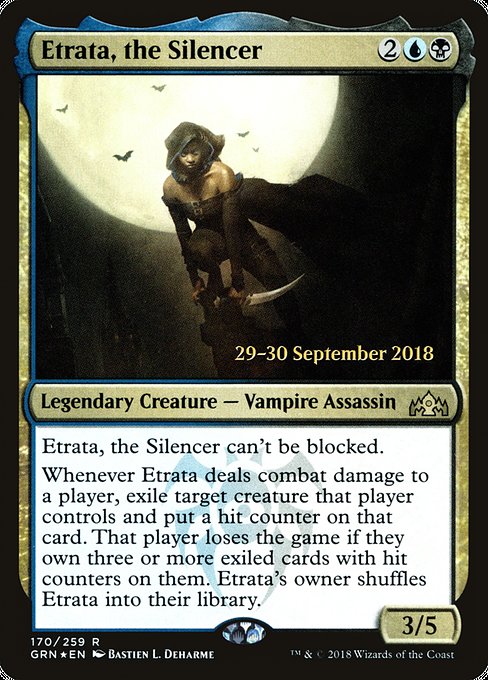 Etrata, the Silencer 2
29–30 September 2018
Legendary Creature — Vampire Assassin
Etrata, the Silencer can't be blocked.
Whenever Etrata deals combat damage to
a player, exile target creature that player
controls and put a hit counter on that
card. That player loses the game if they
own three or more exiled cards with hit
counters on them. Etrata's owner shuffles
Etrata into their library.
3/5
170/259 R
GRN★EN Bastien L. Deharme
™ & © 2018 Wizards of the Coast